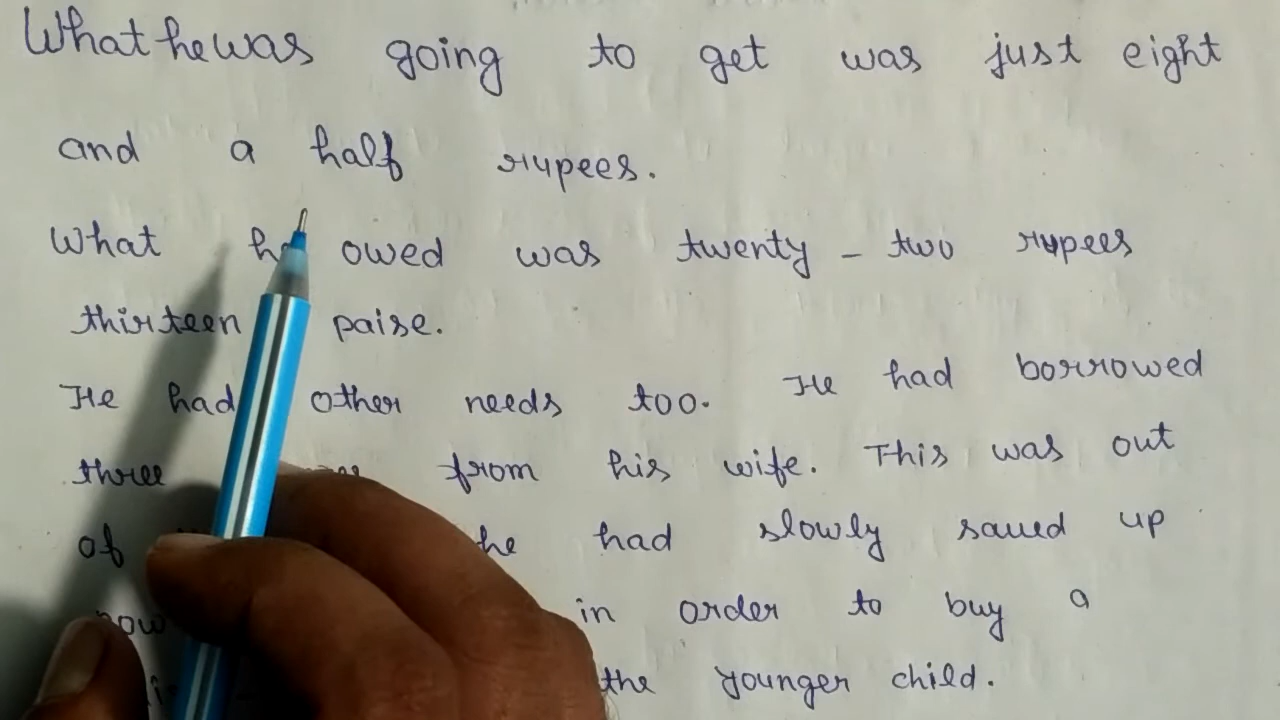 What he was going to get was just eight
and a half rupees.
What owed was twenty - two rupees
thirteen paise.
He had other needs too. He had borrowed
three from his wife. This was out
of had slowly saved up
in order to buy a
the younger child.